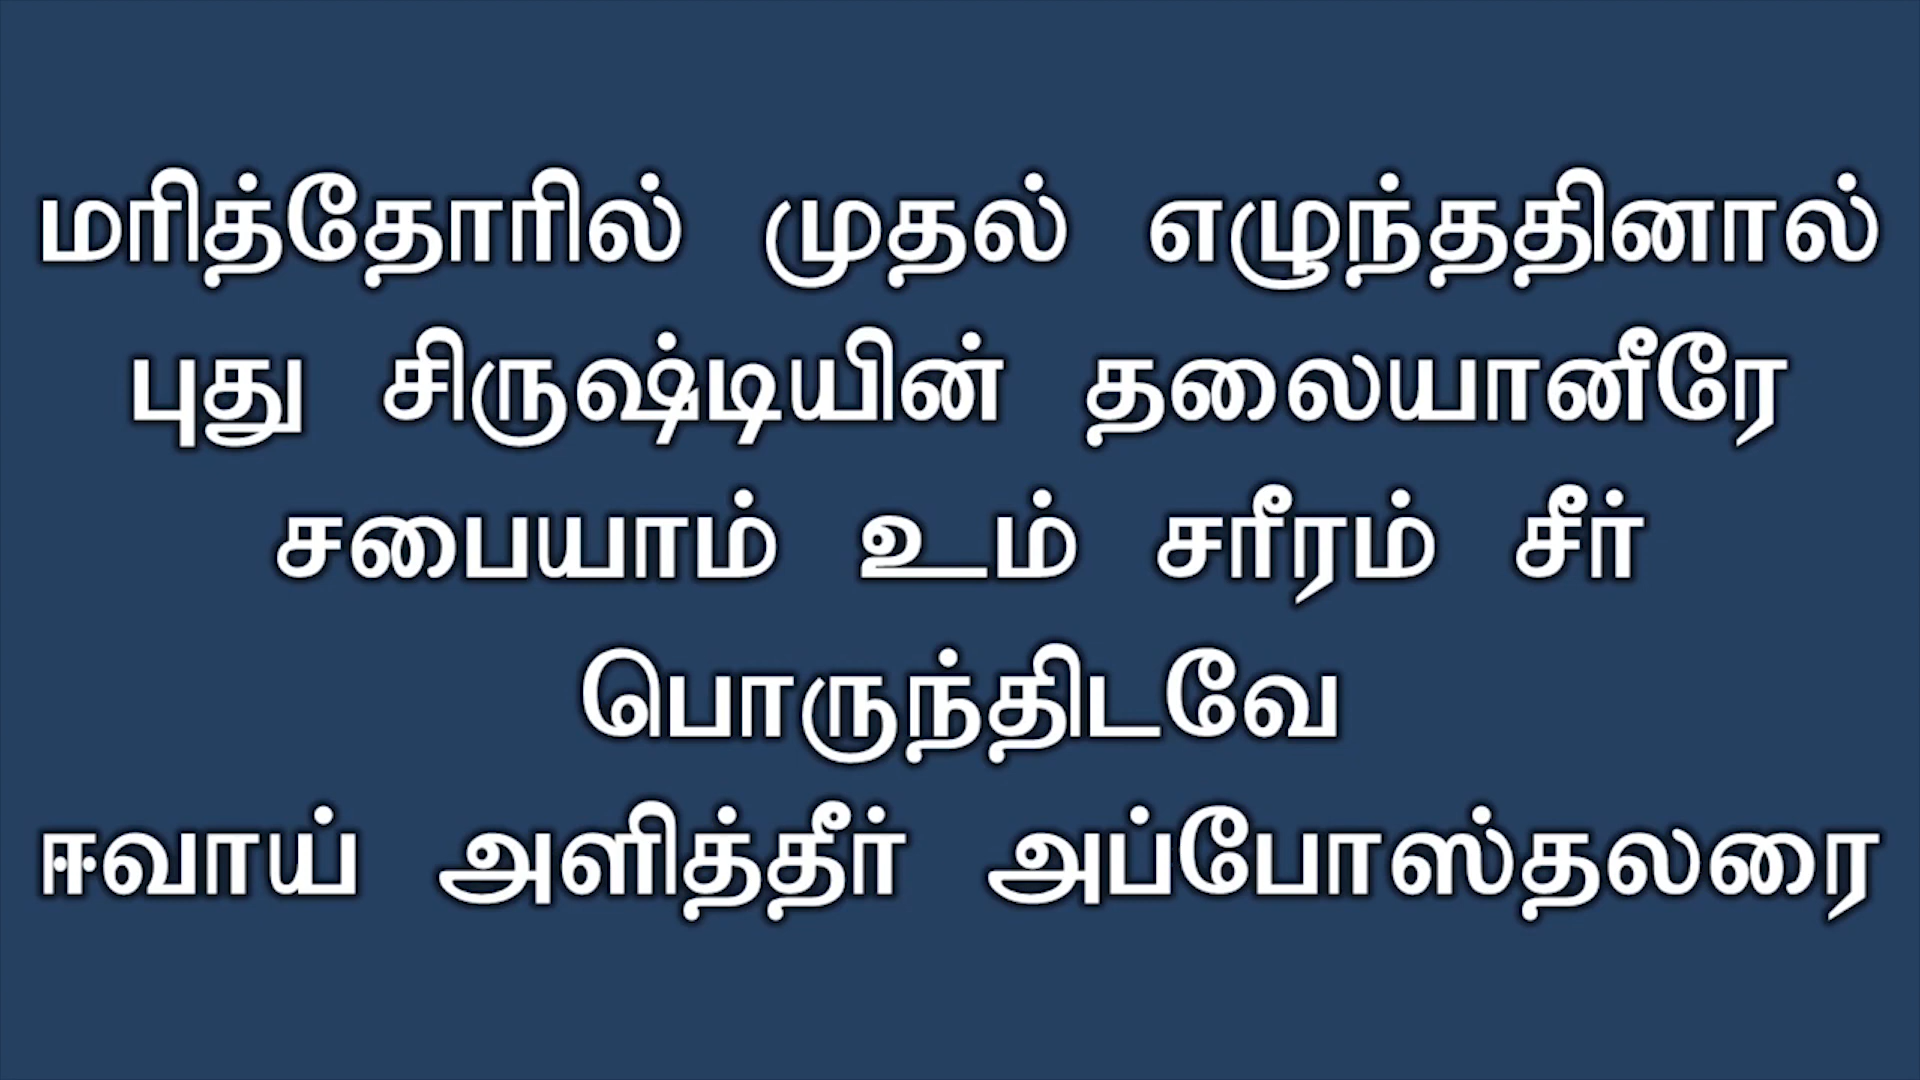 மரித்தோரில் முதல் எழுந்ததினால்
புது சிருஷ்டியின் தலையானீரே
சபையாம் உம் சரீரம் சீர்
பொருந்திடவே
ஈவாய் அளித்தீர் அப்போஸ்தலரை